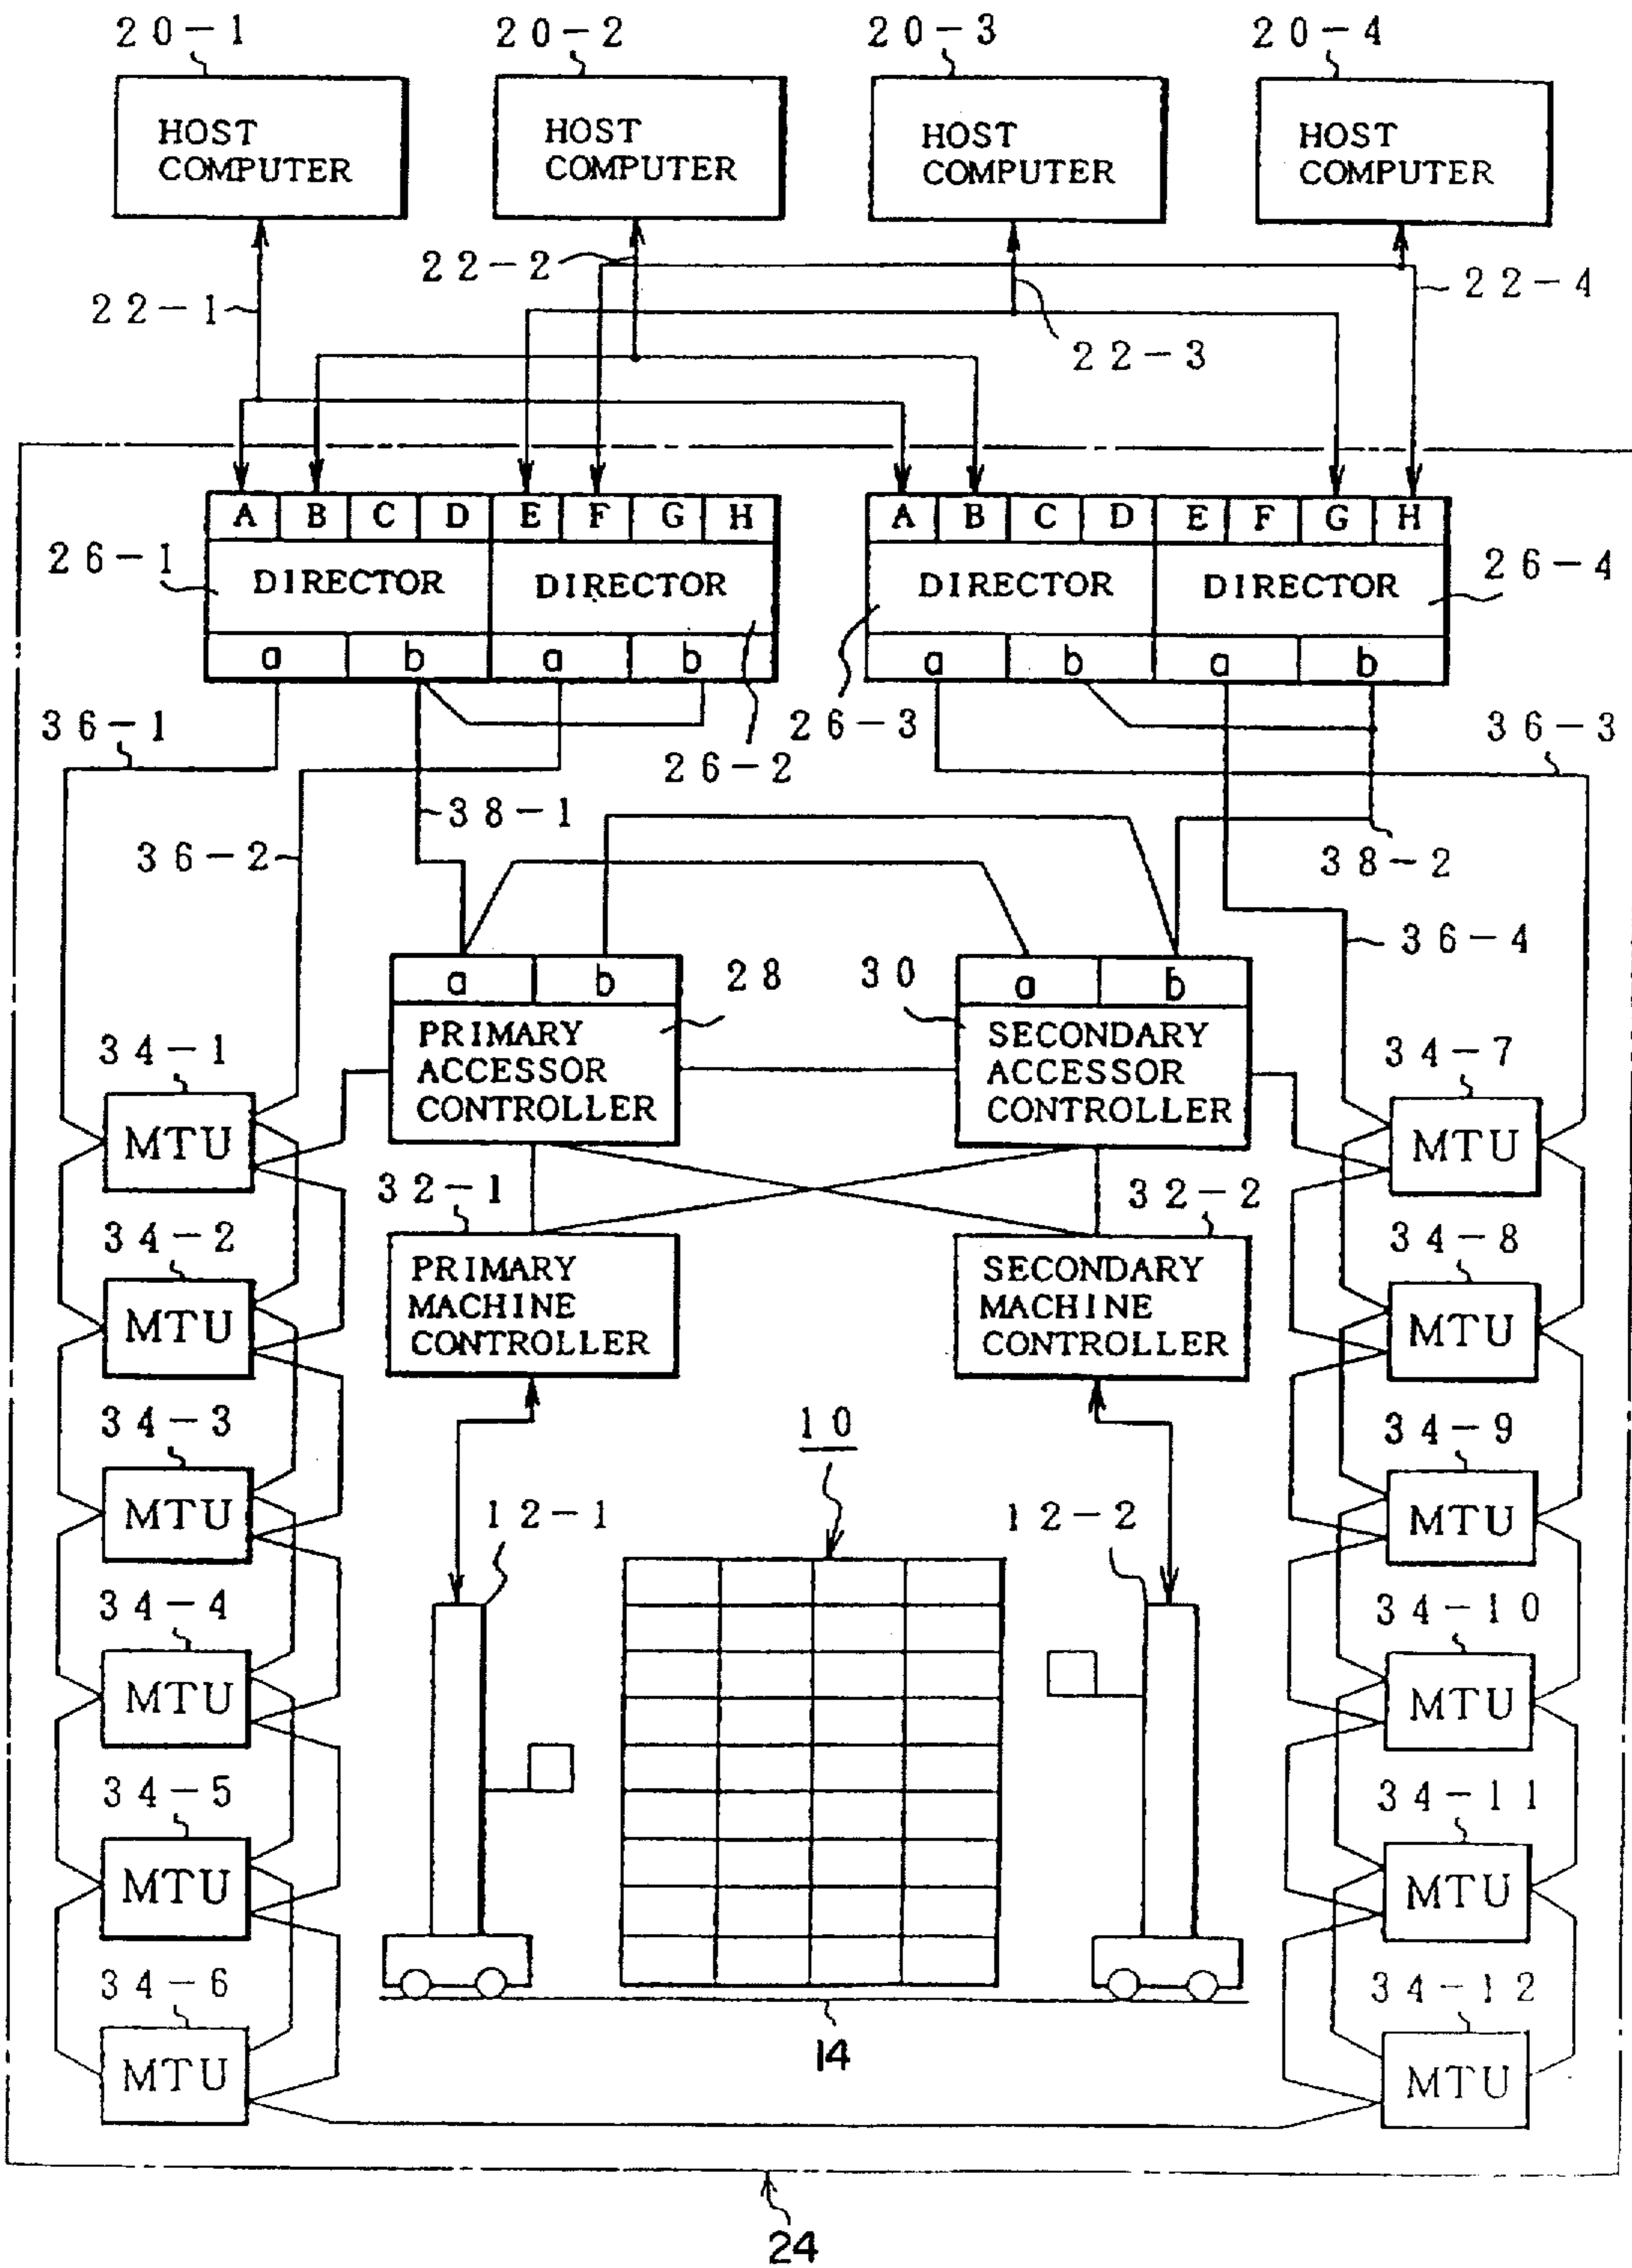 20-1 20-2 20-3 20-4
HOST
COMPUTER
HOST
COMPUTER
HOST
COMPUTER
HOST
COMPUTER
22-2
22-4
22-1
22-3
A B C D E F G H
A B C D E F G H
26-1
DIRECTOR DIRECTOR
DIRECTOR DIRECTOR
26-4
a b a b
a b a b
36-1
26-3
36-3
26-2
38-1
36-2
38-2
36-4
a b
28
30
a b
PRIMARY
ACCESSOR
CONTROLLER
SECONDARY
ACCESSOR
CONTROLLER
34-1
MTU
34-7
MTU
32-1
32-2
34-2
MTU
34-8
MTU
PRIMARY
MACHINE
CONTROLLER
SECONDARY
MACHINE
CONTROLLER
34-3
MTU
10
34-9
MTU
12-1
12-2
34-4
MTU
34-10
MTU
34-5
MTU
34-11
MTU
34-6
MTU
34-12
MTU
14
24